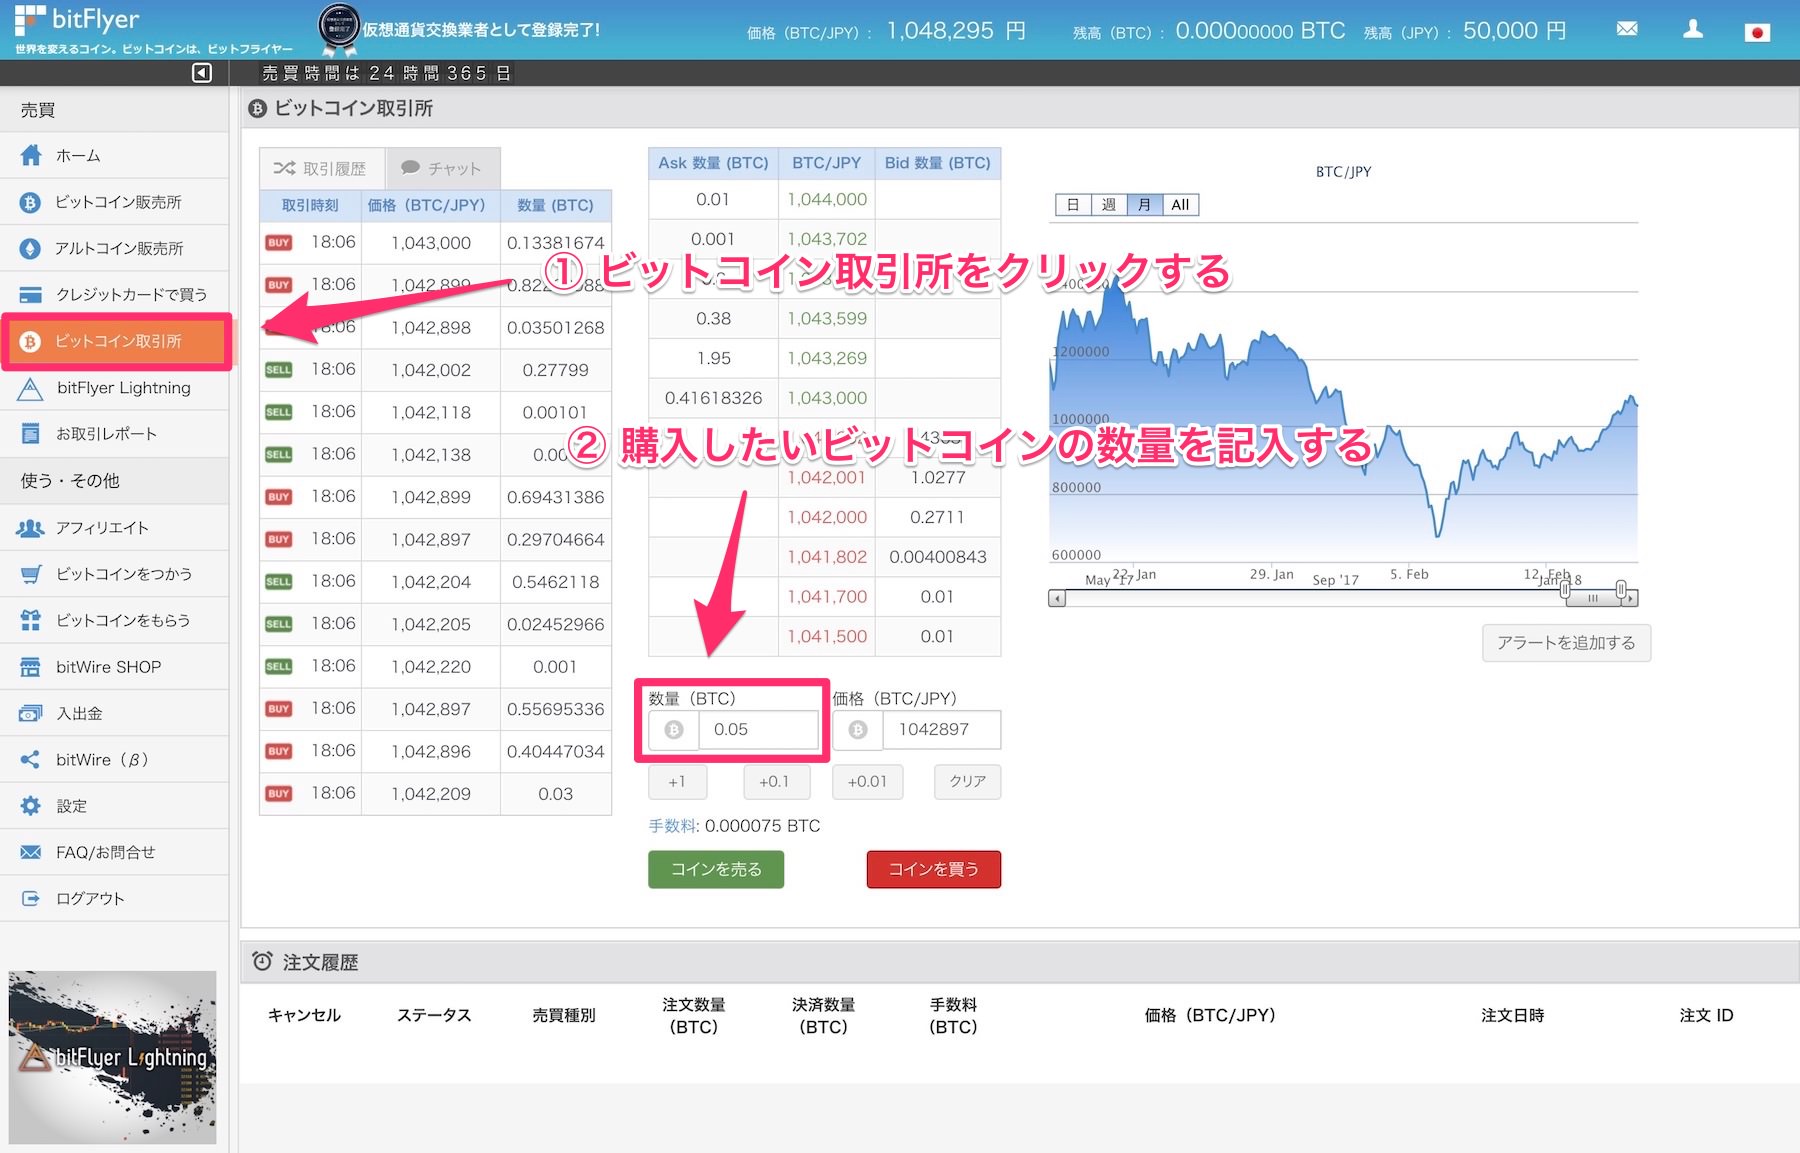 bitFlyer
世界を変えるコイン。ビットコインは、ビットフライヤー
仮想通貨交換業者として登録完了!
価格（BTC/JPY）: 1,048,295 円
残高（BTC）: 0.00000000 BTC
残高（JPY）: 50,000 円
売買時間は24時間365日
売買
ホーム
ビットコイン販売所
アルトコイン販売所
クレジットカードで買う
ビットコイン取引所
bitFlyer Lightning
お取引レポート
使う・その他
アフィリエイト
ビットコインをつかう
ビットコインをもらう
bitWire SHOP
入出金
bitWire（β）
設定
FAQ/お問合せ
ログアウト
bitFlyer Lightning
ビットコイン取引所
取引履歴 チャット
取引時刻 価格（BTC/JPY） 数量 (BTC)
BUY 18:06 1,043,000 0.13381674
BUY 18:06 1,042,899
18:06 1,042,898 0.03501268
SELL 18:06 1,042,002 0.27799
SELL 18:06 1,042,118 0.00101
SELL 18:06 1,042,138
BUY 18:06 1,042,899 0.69431386
BUY 18:06 1,042,897 0.29704664
SELL 18:06 1,042,204 0.5462118
SELL 18:06 1,042,205 0.02452966
SELL 18:06 1,042,220 0.001
BUY 18:06 1,042,897 0.55695336
BUY 18:06 1,042,896 0.40447034
BUY 18:06 1,042,209 0.03
Ask 数量 (BTC) BTC/JPY Bid 数量 (BTC)
0.01 1,044,000
0.001 1,043,702
① ビットコイン取引所をクリックする
0.38 1,043,599
1.95 1,043,269
0.41618326 1,043,000
② 購入したいビットコインの数量を記入する
1,042,001 1.0277
1,042,000 0.2711
1,041,802 0.00400843
1,041,700 0.01
1,041,500 0.01
数量（BTC） 価格（BTC/JPY）
0.05 1042897
+1 +0.1 +0.01 クリア
手数料: 0.000075 BTC
コインを売る コインを買う
BTC/JPY
日 週 月 All
1200000
1000000
800000
600000
22. Jan 29. Jan 5. Feb 12. Feb
May '17 Sep '17 Jan '18
アラートを追加する
注文履歴
キャンセル ステータス 売買種別 注文数量（BTC） 決済数量（BTC） 手数料（BTC） 価格（BTC/JPY） 注文日時 注文 ID